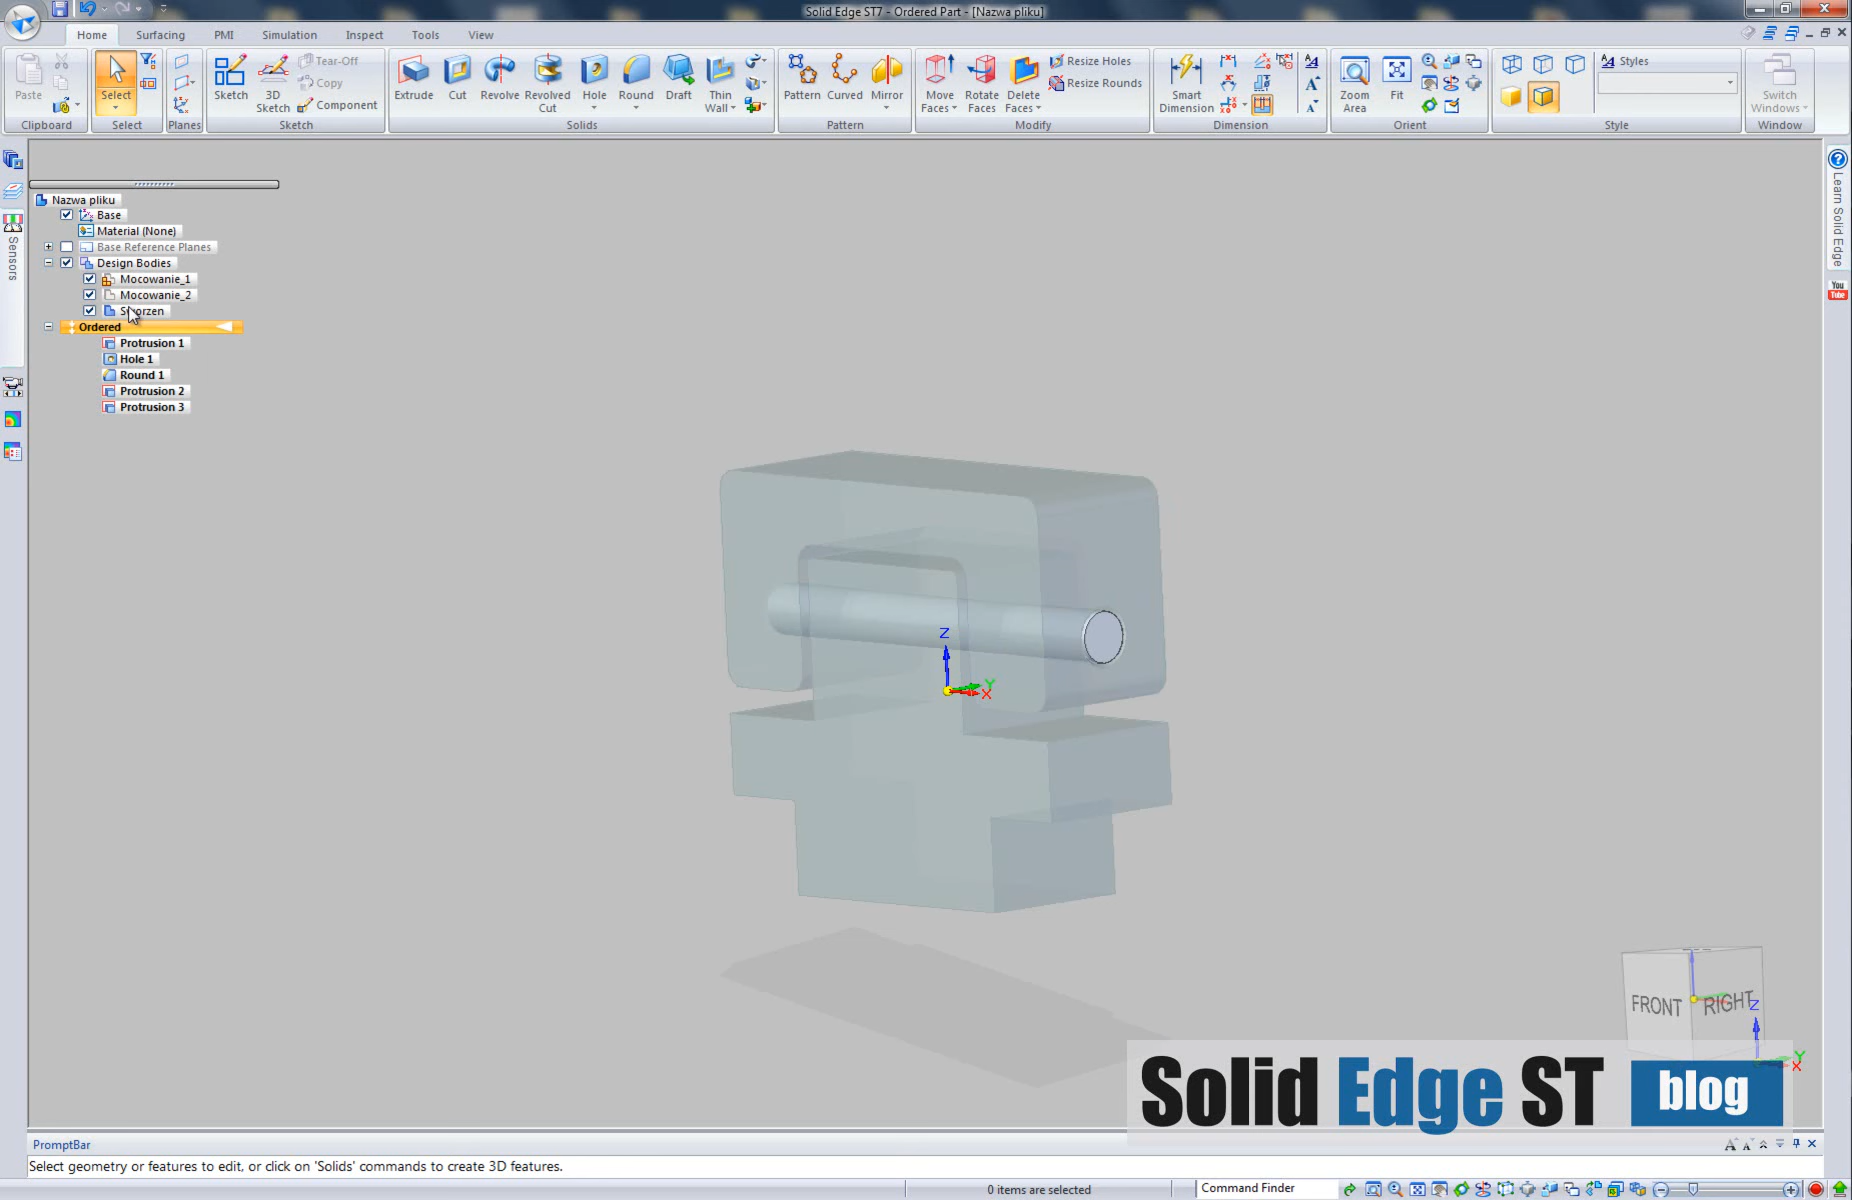 Solid Edge ST7 - Ordered Part - [Nazwa pliku]
Home Surfacing PMI Simulation Inspect Tools View
Paste
Clipboard
Select
Select
Planes
Sketch
3D Sketch
Tear-Off
Copy
Component
Sketch
Extrude
Cut
Revolve
Revolved Cut
Hole
Round
Draft
Thin Wall
Solids
Pattern
Curved
Mirror
Pattern
Move Faces
Rotate Faces
Delete Faces
Resize Holes
Resize Rounds
Modify
Smart Dimension
Dimension
Zoom Area
Fit
Orient
Styles
Style
Switch Windows
Window
Sensors
Learn Solid Edge
You Tube
Nazwa pliku
Base
Material (None)
Base Reference Planes
Design Bodies
Mocowanie_1
Mocowanie_2
Ordered
Protrusion 1
Hole 1
Round 1
Protrusion 2
Protrusion 3
Z
Y
X
FRONT
RIGHT
Z
Y
X
Solid Edge ST blog
PromptBar
Select geometry or features to edit, or click on 'Solids' commands to create 3D features.
0 items are selected
Command Finder